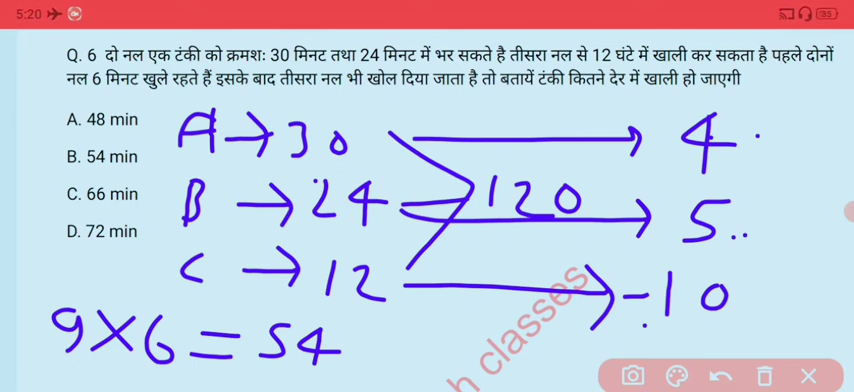 5:20
35
Q. 6 दो नल एक टंकी को क्रमशः 30 मिनट तथा 24 मिनट में भर सकते है तीसरा नल से 12 घंटे में खाली कर सकता है पहले दोनों
नल 6 मिनट खुले रहते हैं इसके बाद तीसरा नल भी खोल दिया जाता है तो बतायें टंकी कितने देर में खाली हो जाएगी
A. 48 min
B. 54 min
C. 66 min
D. 72 min
A → 30 → 4
B → 24 120 → 5
C → 12 → -10
9 × 6 = 54
h classes